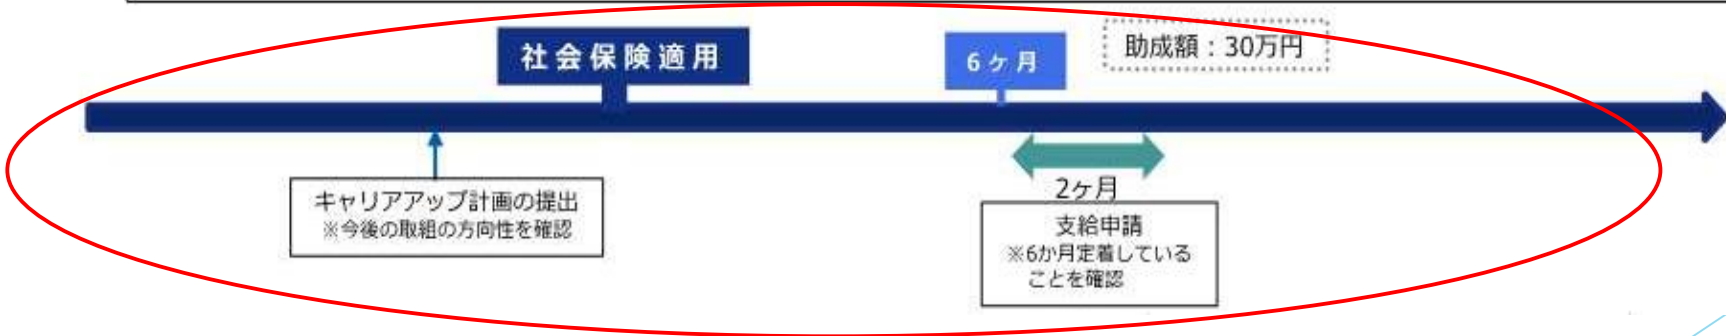 社会保険適用
6ヶ月
助成額：30万円
キャリアアップ計画の提出
※今後の取組の方向性を確認
2ヶ月
支給申請
※6か月定着している
ことを確認